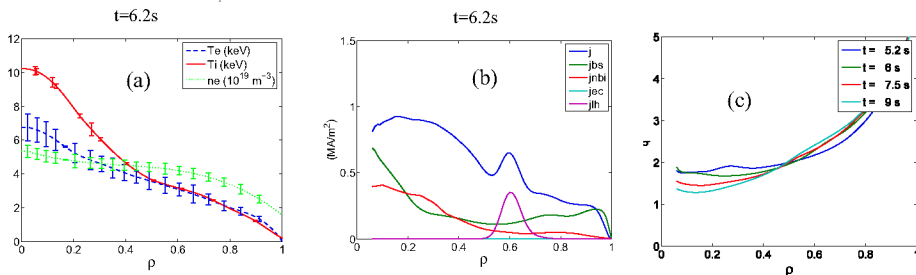 t=6.2s
t=6.2s
12
10
8
6
4
2
0
0
0.2
0.4
0.6
0.8
1
ρ
(a)
Te (keV)
Ti (keV)
ne (10^19 m^-3)
1.5
1
0.5
0
0
0.2
0.4
0.6
0.8
1
ρ
(MA/m²)
(b)
j
jbs
jnbi
jec
jlh
5
4
3
2
1
0
0
0.2
0.4
0.6
0.8
1
ρ
(c)
t = 5.2 s
t = 6 s
t = 7.5 s
t = 9 s